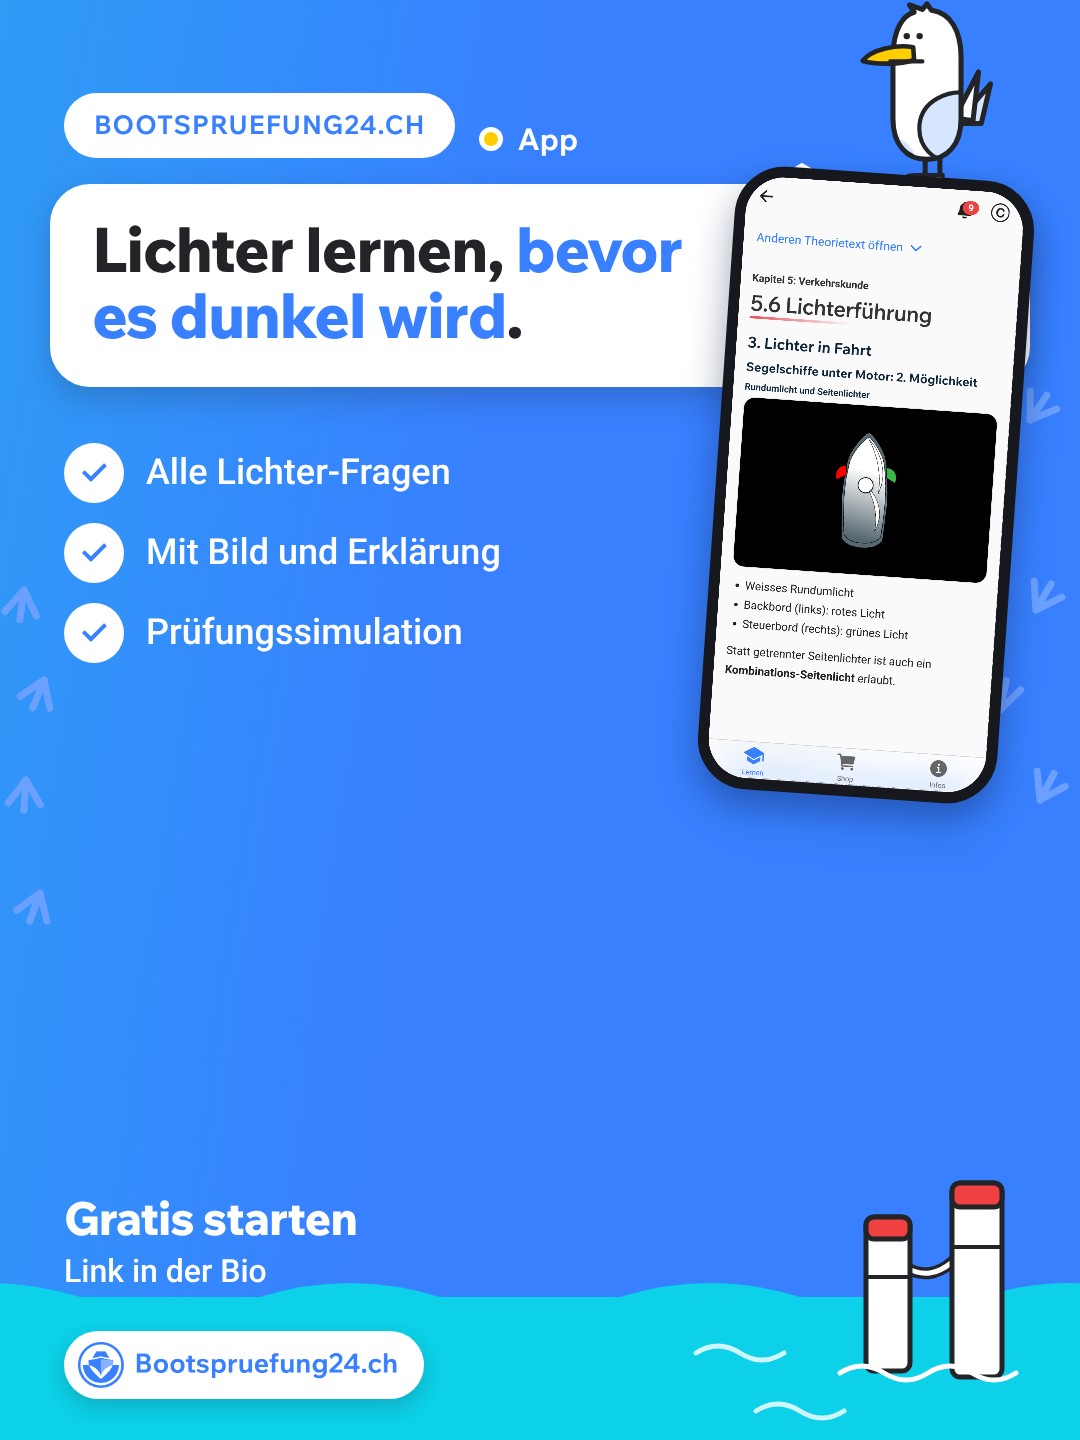 BOOTSPRUEFUNG24.CH
App
Lichter lernen, bevor
es dunkel wird.
Alle Lichter-Fragen
Mit Bild und Erklärung
Prüfungssimulation
9
C
Anderen Theorietext öffnen
Kapitel 5: Verkehrskunde
5.6 Lichterführung
3. Lichter in Fahrt
Segelschiffe unter Motor: 2. Möglichkeit
Rundumlicht und Seitenlichter
• Weisses Rundumlicht
• Backbord (links): rotes Licht
• Steuerbord (rechts): grünes Licht
Statt getrennter Seitenlichter ist auch ein
Kombinations-Seitenlicht erlaubt.
Lernen
Shop
Infos
Gratis starten
Link in der Bio
Bootspruefung24.ch